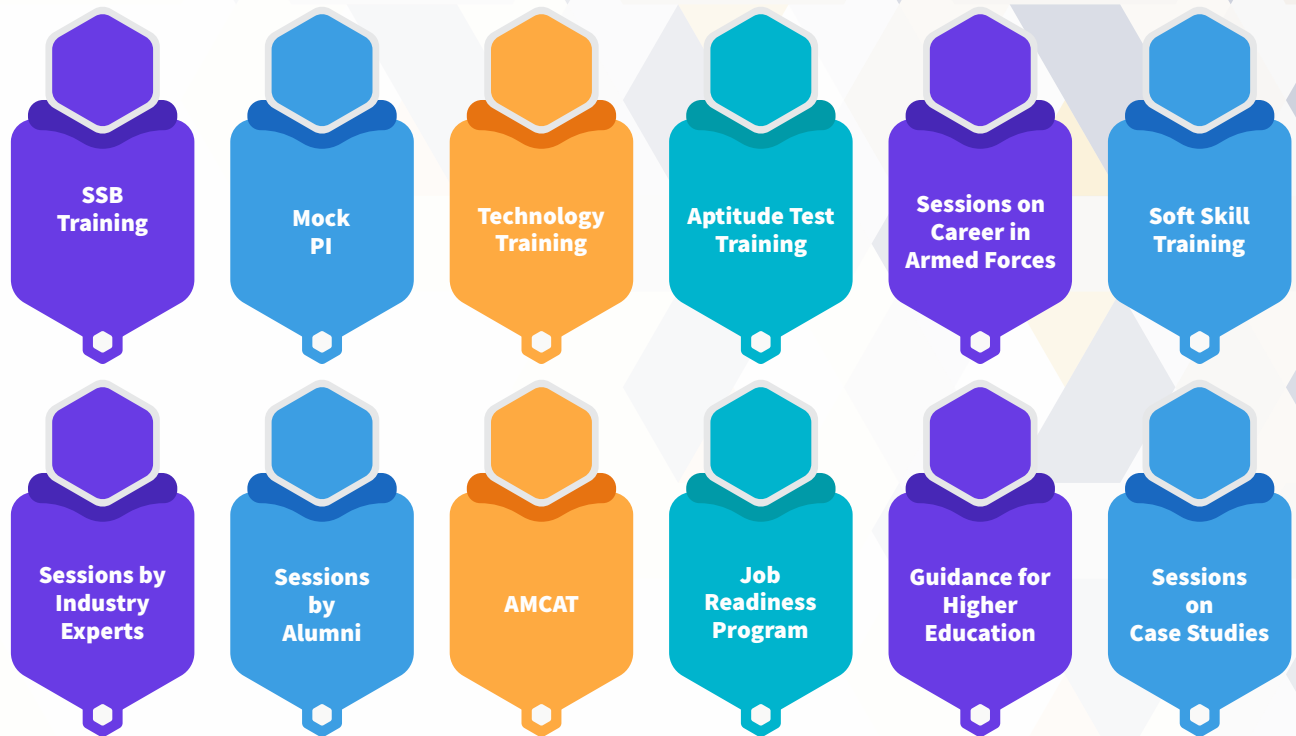 SSB
Training
Mock
PI
Technology
Training
Aptitude Test
Training
Sessions on
Career in
Armed Forces
Soft Skill
Training
Sessions by
Industry
Experts
Sessions
by
Alumni
AMCAT
Job
Readiness
Program
Guidance for
Higher
Education
Sessions
on
Case Studies